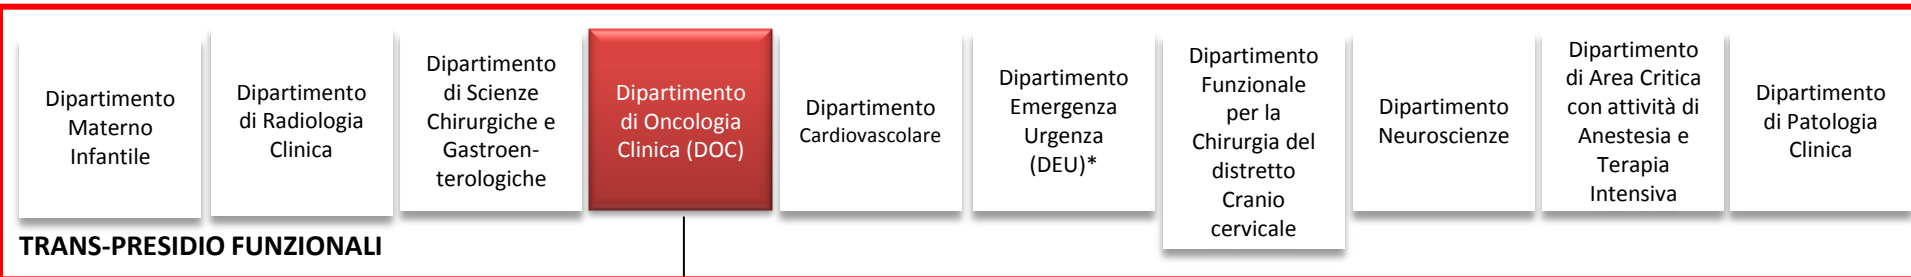 Dipartimento
Materno
Infantile
Dipartimento
di Radiologia
Clinica
Dipartimento
di Scienze
Chirurgiche e
Gastroen-
terologiche
Dipartimento
di Oncologia
Clinica (DOC)
Dipartimento
Cardiovascolare
Dipartimento
Emergenza
Urgenza
(DEU)*
Dipartimento
Funzionale
per la
Chirurgia del
distretto
Cranio
cervicale
Dipartimento
Neuroscienze
Dipartimento
di Area Critica
con attività di
Anestesia e
Terapia
Intensiva
Dipartimento
di Patologia
Clinica
TRANS-PRESIDIO FUNZIONALI